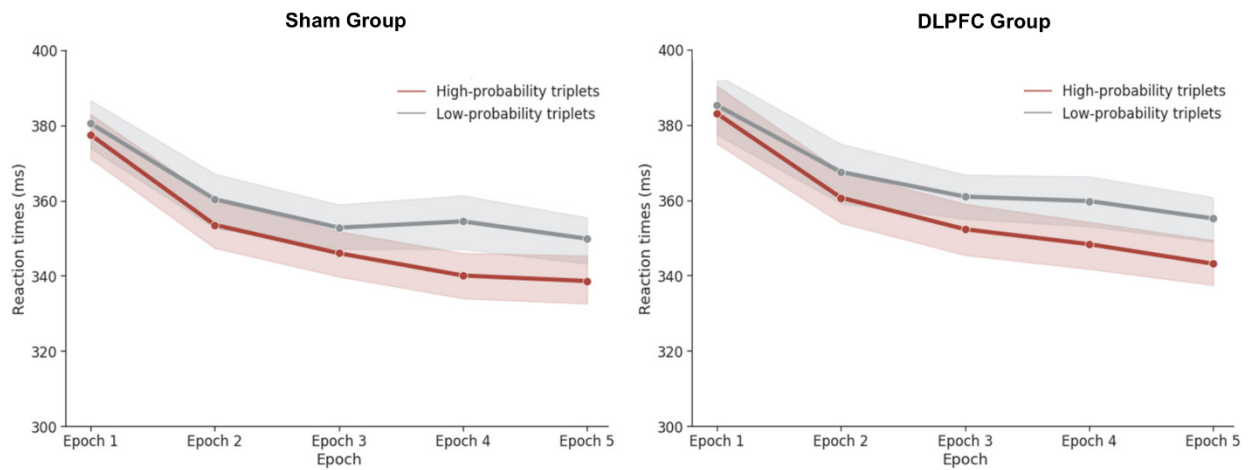 Sham Group
400
380
360
340
320
300
Reaction times (ms)
High-probability triplets
Low-probability triplets
Epoch 1 Epoch 2 Epoch 3 Epoch 4 Epoch 5
Epoch
DLPFC Group
400
380
360
340
320
300
Reaction times (ms)
High-probability triplets
Low-probability triplets
Epoch 1 Epoch 2 Epoch 3 Epoch 4 Epoch 5
Epoch